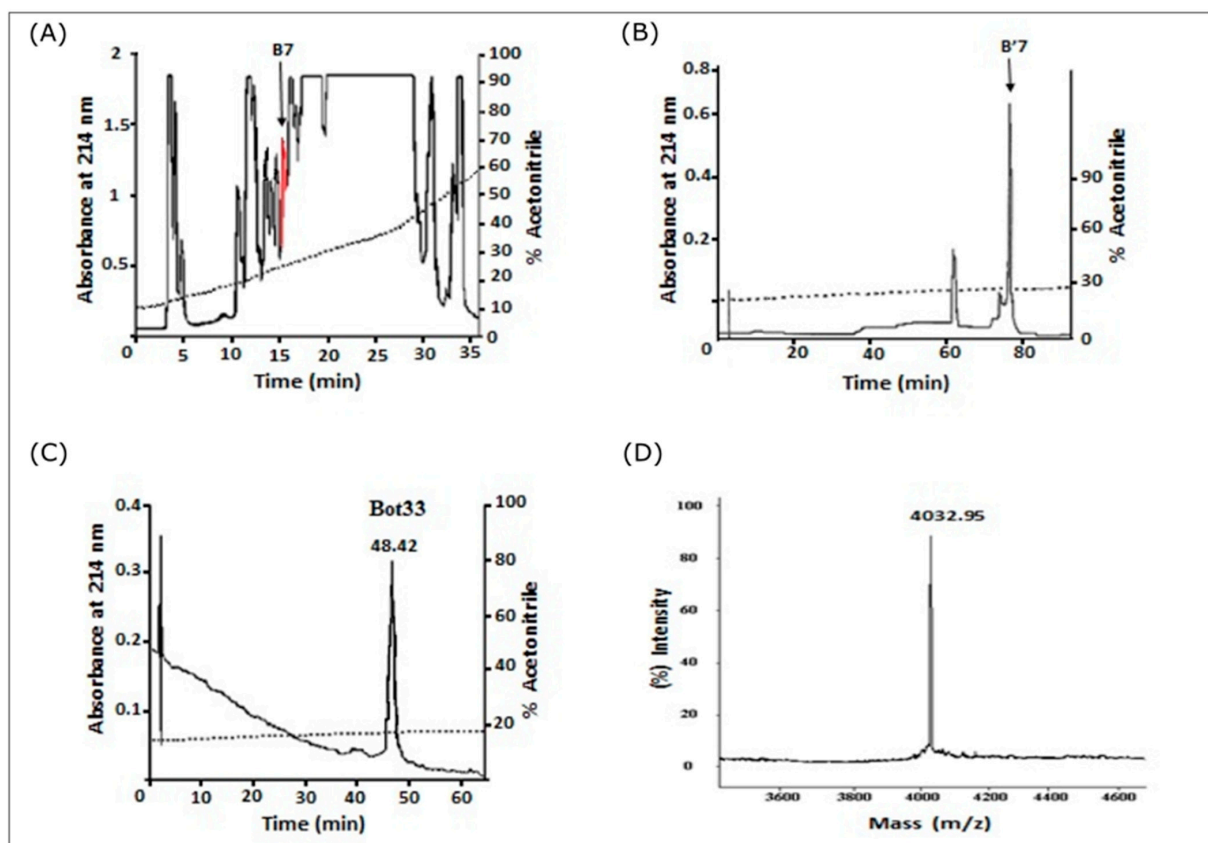 (A)
B7
2
1.5
1
0.5
0
100
90
80
70
60
50
40
30
20
10
0
0 5 10 15 20 25 30 35
Absorbance at 214 nm
% Acetonitrile
Time (min)
(B)
B'7
0.8
0.6
0.4
0.2
0
90
60
30
0
0 20 40 60 80
Absorbance at 214 nm
% Acetonitrile
Time (min)
(C)
Bot33
48.42
0.4
0.3
0.2
0.1
0
100
80
60
40
20
0
0 10 20 30 40 50 60
Absorbance at 214 nm
% Acetonitrile
Time (min)
(D)
4032.95
100
80
60
40
20
0
3600 3800 4000 4200 4400 4600
(%) Intensity
Mass (m/z)